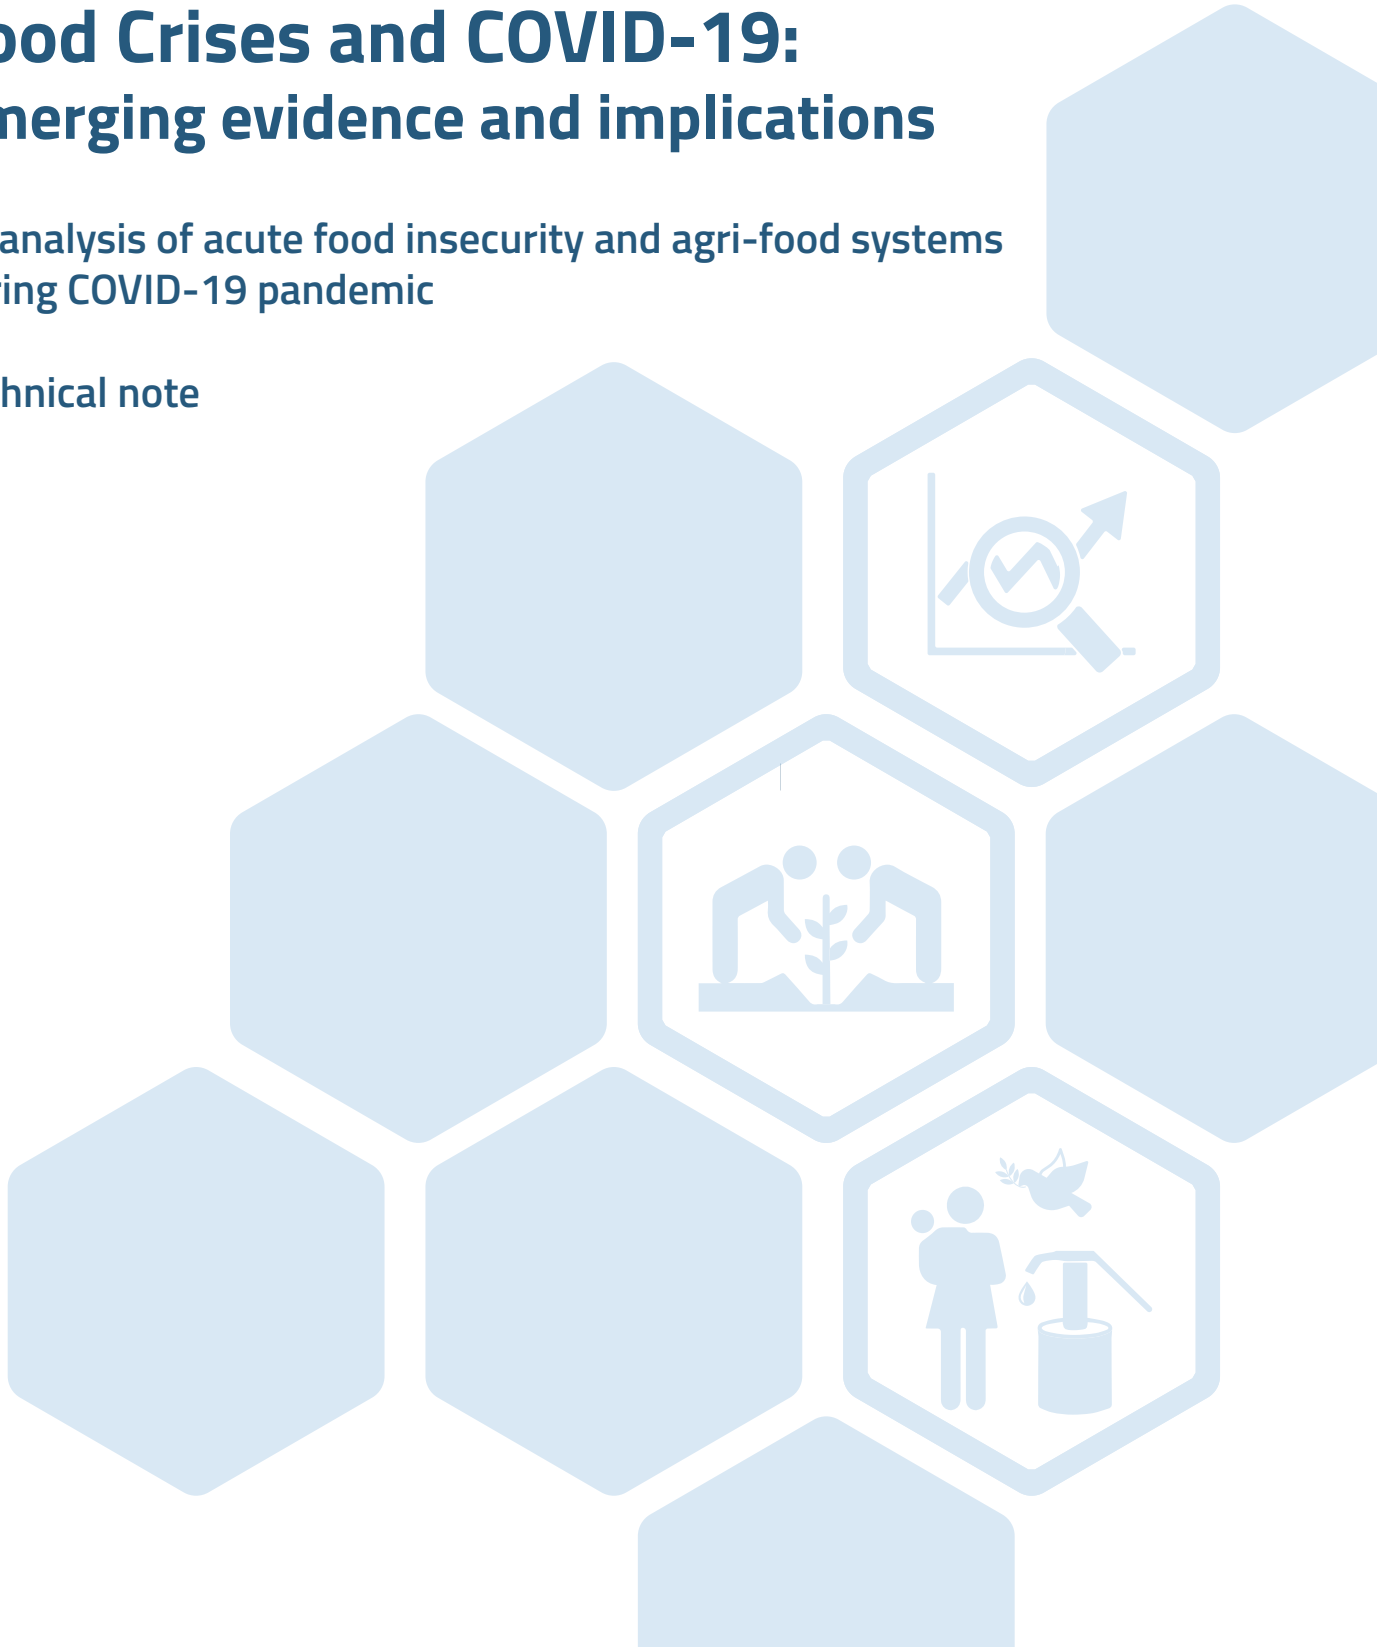 ood Crises and COVID-19:
merging evidence and implications
analysis of acute food insecurity and agri-food systems
ring COVID-19 pandemic
hnical note